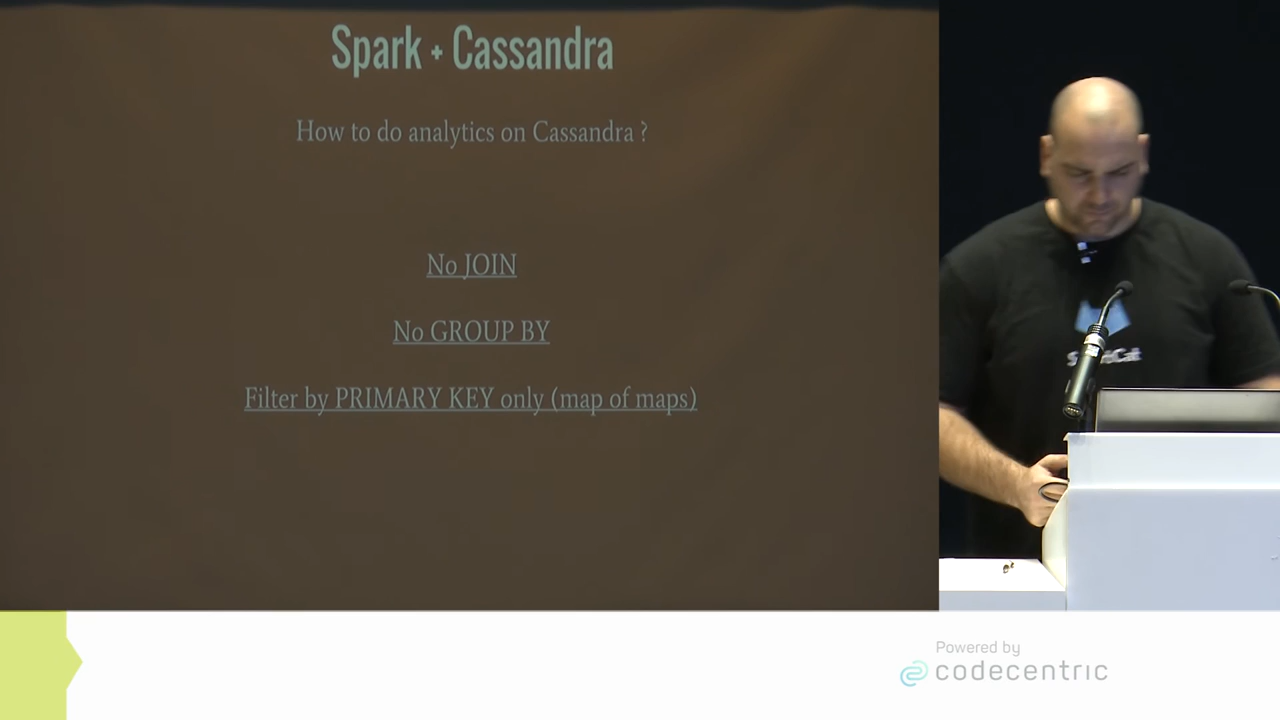 Spark + Cassandra
How to do analytics on Cassandra ?
No JOIN
No GROUP BY
Filter by PRIMARY KEY only (map of maps)
Powered by
codecentric